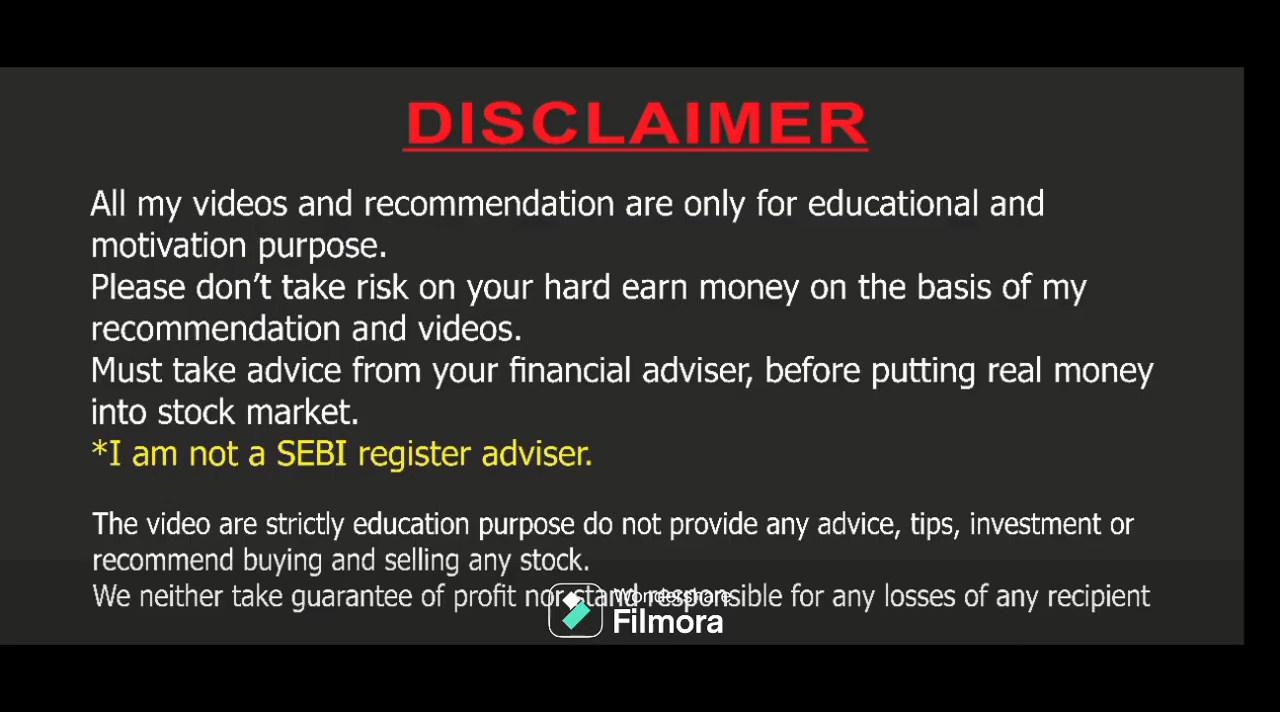 DISCLAIMER
All my videos and recommendation are only for educational and
motivation purpose.
Please don't take risk on your hard earn money on the basis of my
recommendation and videos.
Must take advice from your financial adviser, before putting real money
into stock market.
*I am not a SEBI register adviser.
The video are strictly education purpose do not provide any advice, tips, investment or
recommend buying and selling any stock.
We neither take guarantee of profit nor stand responsible for any losses of any recipient
Wondershare
Filmora